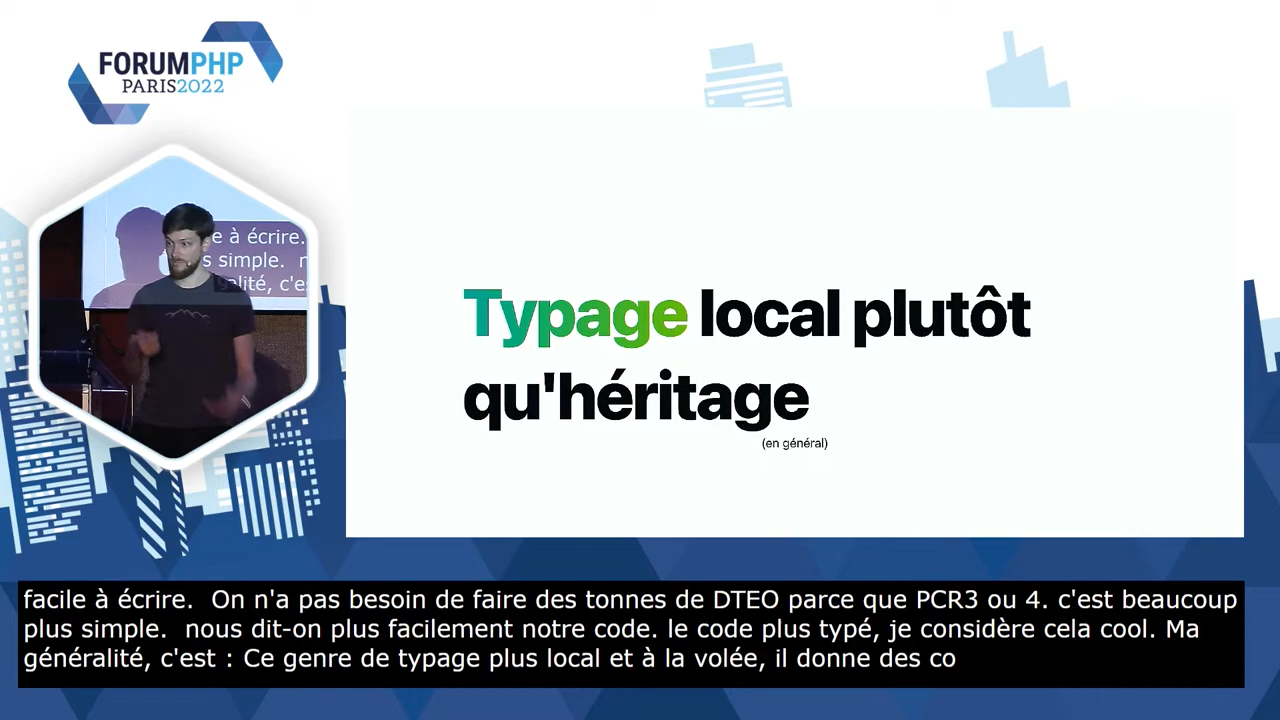 FORUMPHP
PARIS2022
e à écrire.
s simple.
alité, c'es
Typage local plutôt
qu'héritage
(en général)
facile à écrire.  On n'a pas besoin de faire des tonnes de DTEO parce que PCR3 ou 4. c'est beaucoup
plus simple.  nous dit-on plus facilement notre code. le code plus typé, je considère cela cool. Ma
généralité, c'est : Ce genre de typage plus local et à la volée, il donne des co